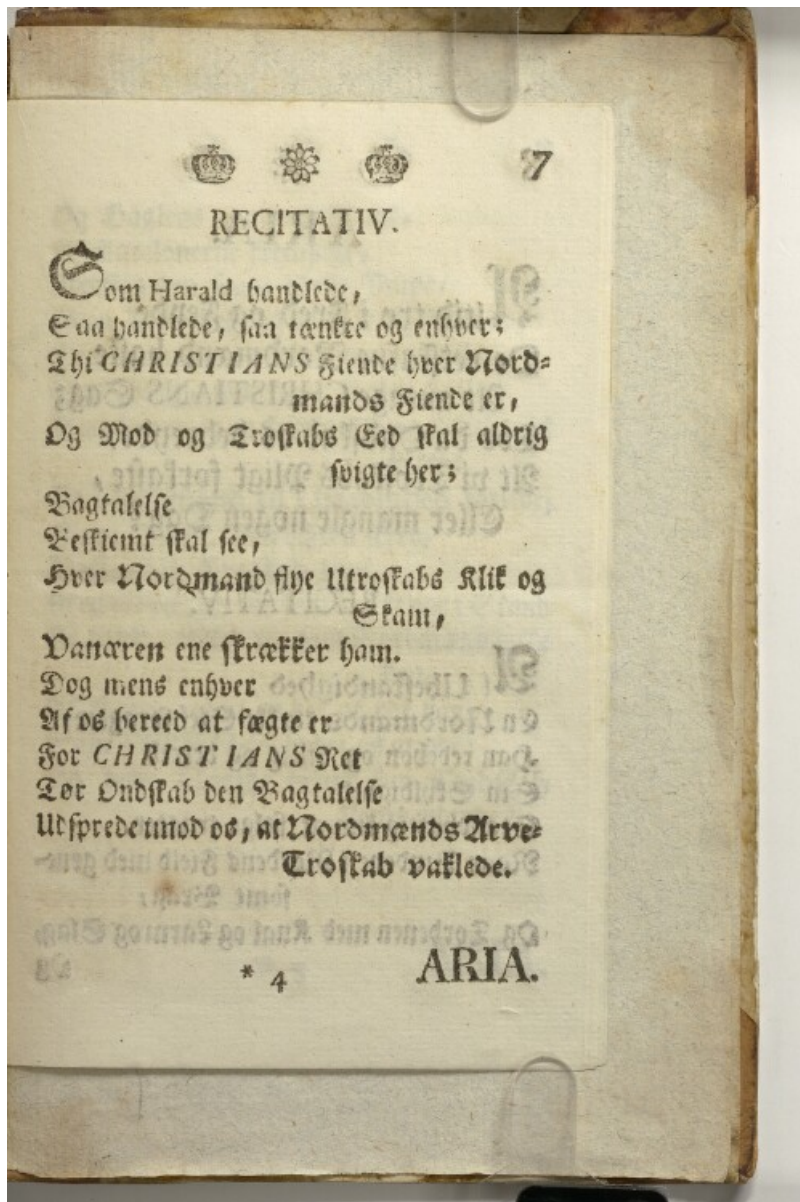 7
RECITATIV.
Som Harald handlede,
Saa handlede, saa tænkte og enhver;
Thi CHRISTIANS Fiende hver Nord-
mands Fiende er,
Og Mod og Troskabs Eed skal aldrig
svigte her;
Bagtalelse
Beskiemt skal see,
Hver Nordmand flye Utroskabs Klik og
Skam,
Vanæren ene skrækker ham.
Dog mens enhver
Af os bereed at fægte er
For CHRISTIANS Ret
Tør Ondskab den Bagtalelse
Udsprede imod os, at Nordmænds Arve-
Troskab vaklede.
* 4 ARIA.